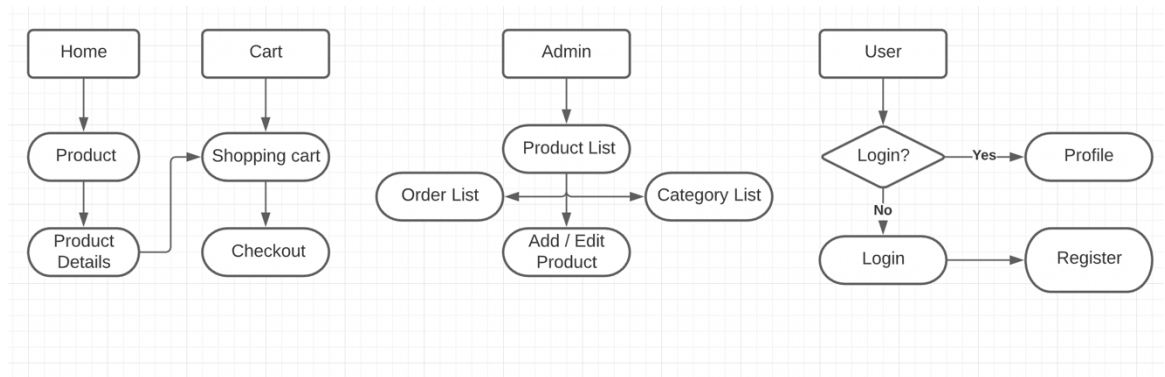 Home
Cart
Admin
User
Product
Shopping cart
Product List
Login?
Yes
Profile
Order List
Category List
No
Product
Details
Checkout
Add / Edit
Product
Login
Register